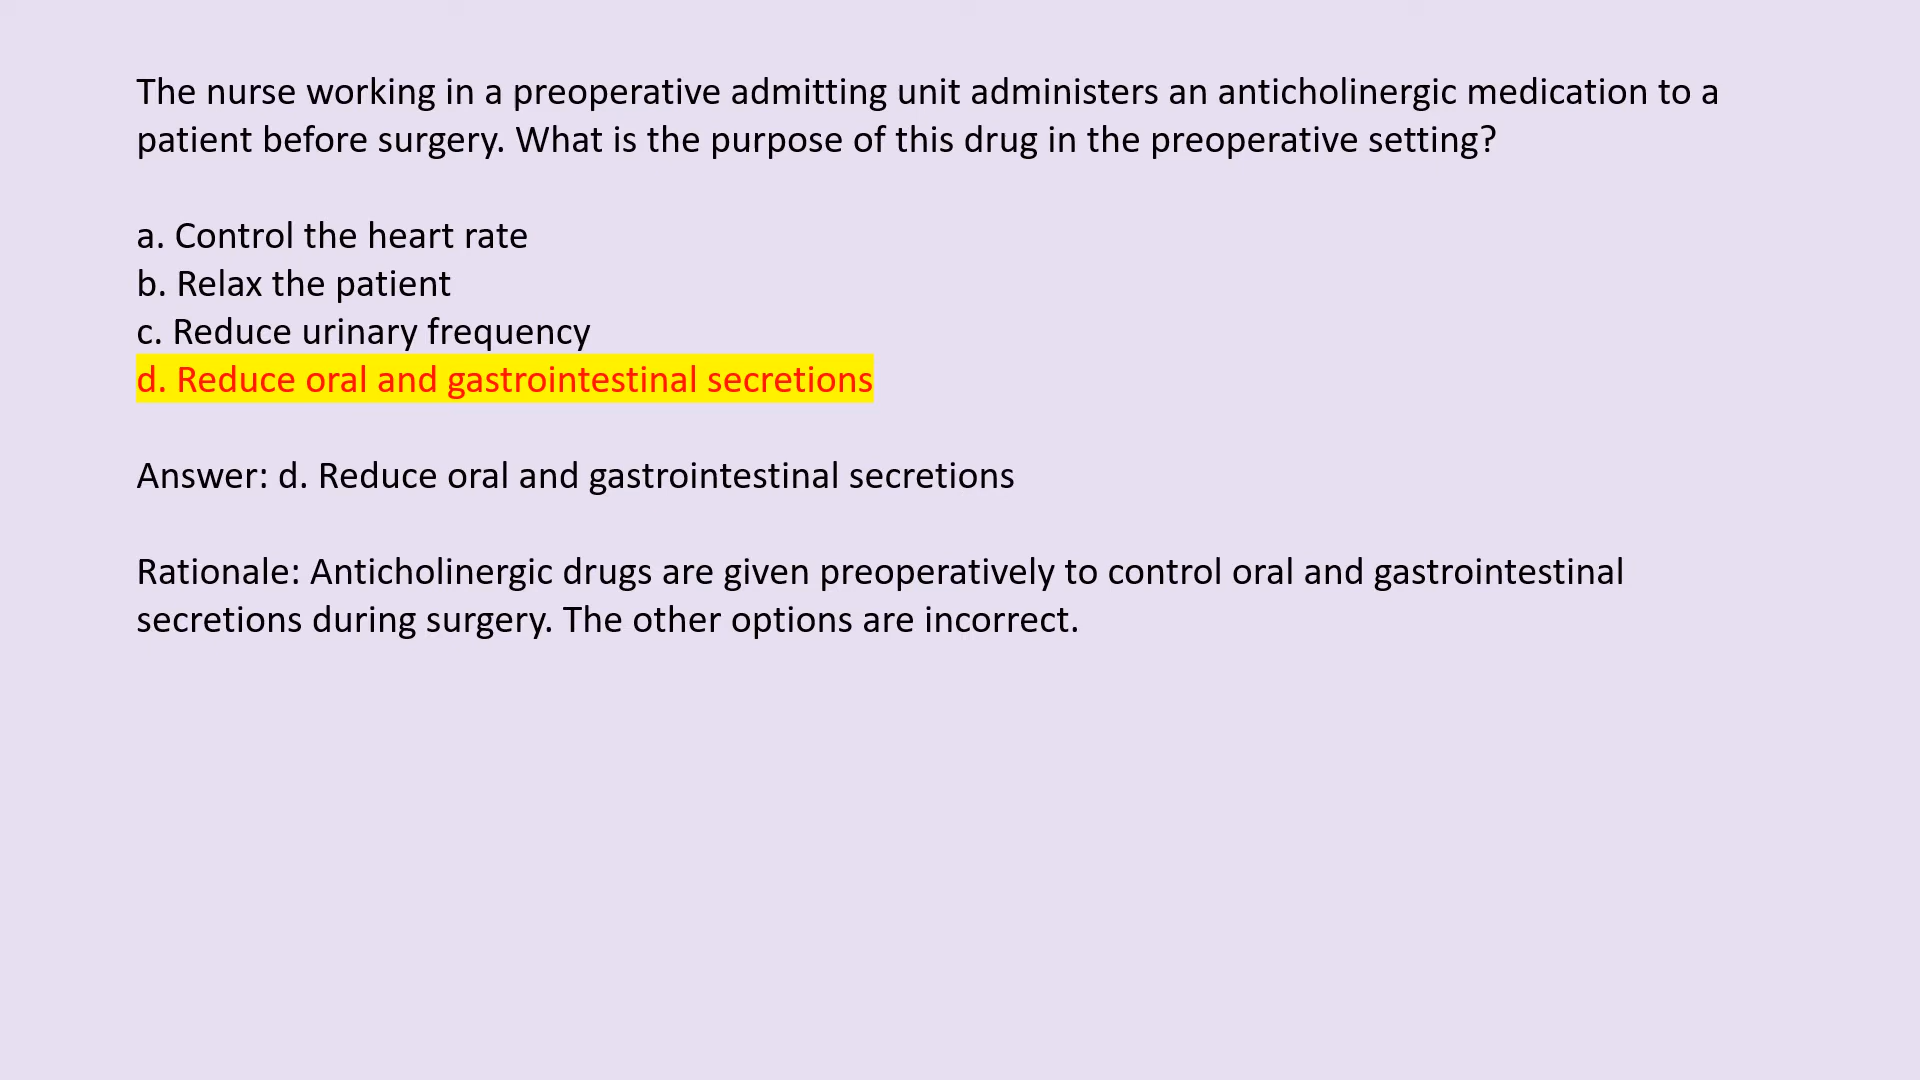 The nurse working in a preoperative admitting unit administers an anticholinergic medication to a
patient before surgery. What is the purpose of this drug in the preoperative setting?
a. Control the heart rate
b. Relax the patient
c. Reduce urinary frequency
d. Reduce oral and gastrointestinal secretions
Answer: d. Reduce oral and gastrointestinal secretions
Rationale: Anticholinergic drugs are given preoperatively to control oral and gastrointestinal
secretions during surgery. The other options are incorrect.